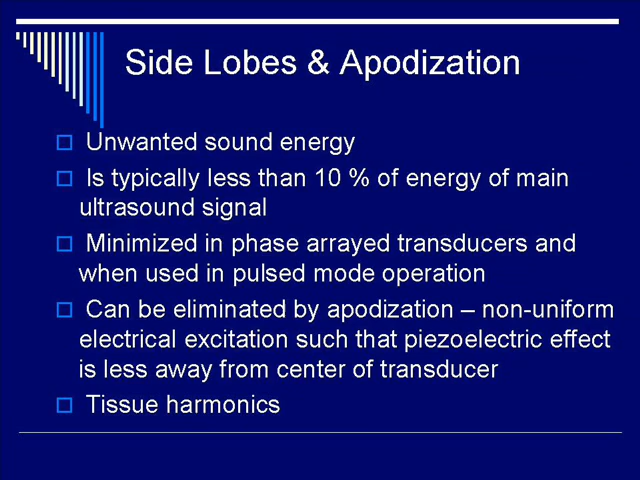 Side Lobes & Apodization
Unwanted sound energy
Is typically less than 10 % of energy of main
ultrasound signal
Minimized in phase arrayed transducers and
when used in pulsed mode operation
Can be eliminated by apodization – non-uniform
electrical excitation such that piezoelectric effect
is less away from center of transducer
Tissue harmonics